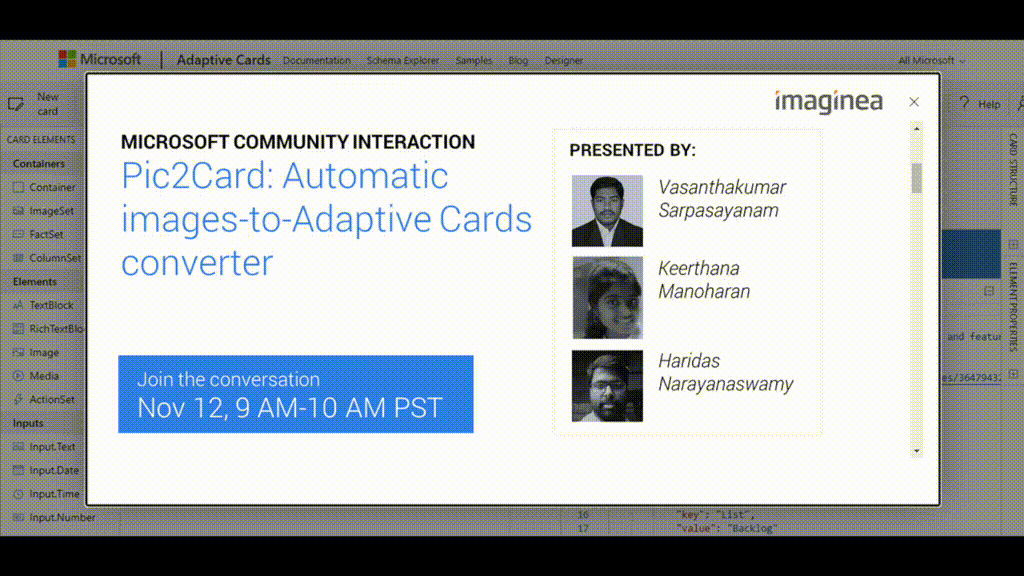 Microsoft | Adaptive Cards Documentation Schema Explorer Samples Blog Designer All Microsoft
New
card
Help
CARD ELEMENTS
Containers
Container
ImageSet
FactSet
ColumnSet
Elements
TextBlock
RichTextBlo
Image
Media
ActionSet
Inputs
Input.Text
Input.Date
Input.Time
Input.Number
imaginea
MICROSOFT COMMUNITY INTERACTION
Pic2Card: Automatic
images-to-Adaptive Cards
converter
Join the conversation
Nov 12, 9 AM-10 AM PST
PRESENTED BY:
Vasanthakumar
Sarpasayanam
Keerthana
Manoharan
Haridas
Narayanaswamy
CARD STRUCTURE
ELEMENT PROPERTIES
and featur
es/3647943
16 "key": "List",
17 "value": "Backlog"